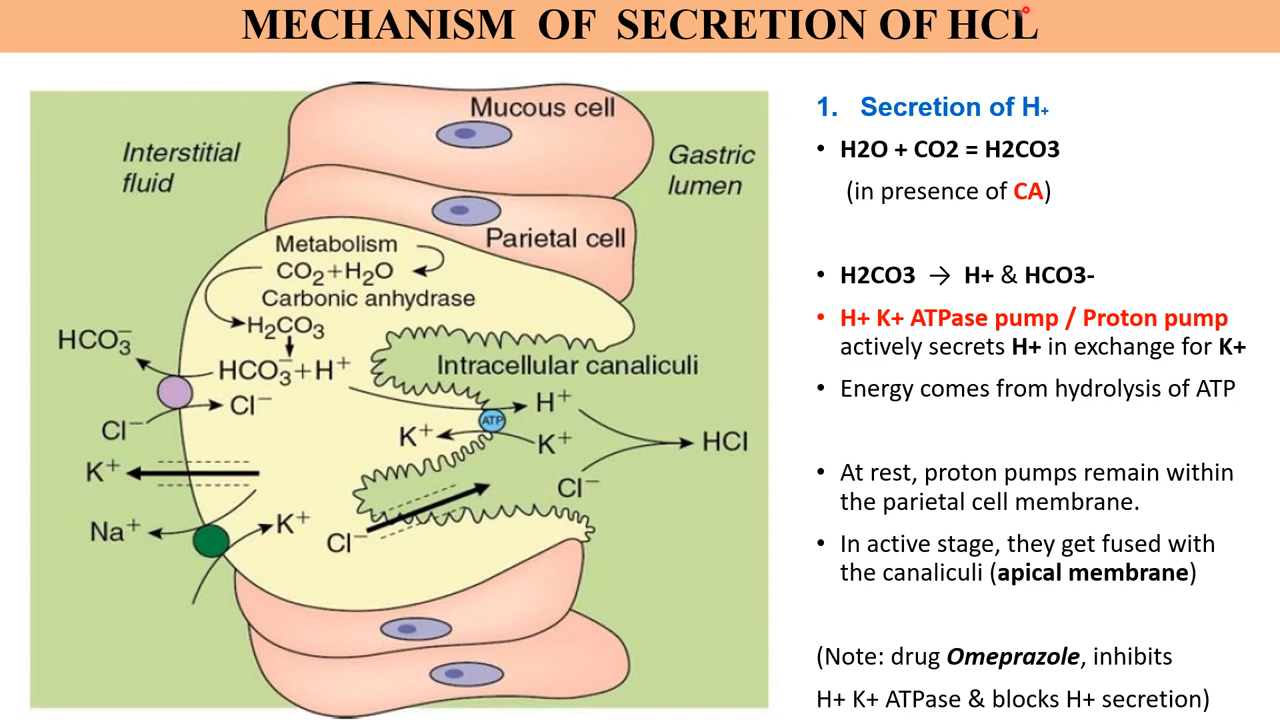 MECHANISM OF SECRETION OF HCL
Mucous cell
Interstitial
fluid
Gastric
lumen
Parietal cell
Metabolism
CO₂+H₂O
Carbonic anhydrase
H₂CO₃
HCO₃⁻
HCO₃⁻+H⁺
Intracellular canaliculi
Cl⁻
Cl⁻
H⁺
ATP
K⁺
K⁺
HCl
K⁺
Cl⁻
Na⁺
K⁺
Cl⁻
1. Secretion of H+
• H2O + CO2 = H2CO3
(in presence of CA)
• H2CO3 → H+ & HCO3-
• H+ K+ ATPase pump / Proton pump
actively secrets H+ in exchange for K+
• Energy comes from hydrolysis of ATP
• At rest, proton pumps remain within
the parietal cell membrane.
• In active stage, they get fused with
the canaliculi (apical membrane)
(Note: drug Omeprazole, inhibits
H+ K+ ATPase & blocks H+ secretion)